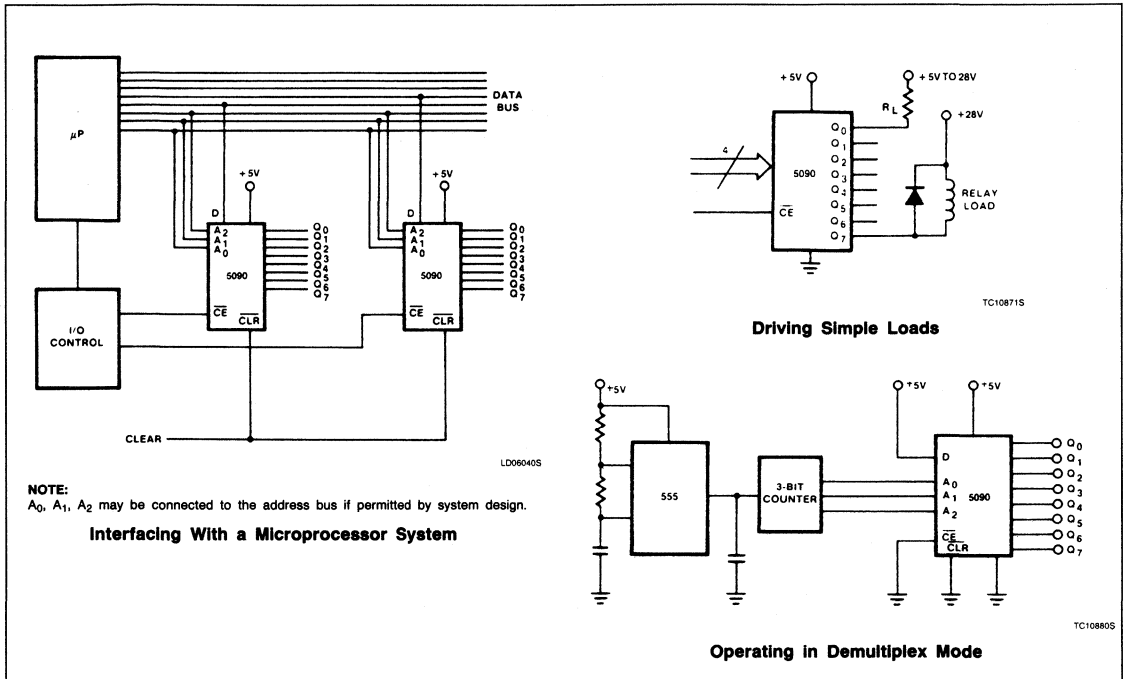 μP
DATA
BUS
+5V
+5V
D
A2
A1
A0
5090
CE
CLR
Q0
Q1
Q2
Q3
Q4
Q5
Q6
Q7
D
A2
A1
A0
5090
CE
CLR
Q0
Q1
Q2
Q3
Q4
Q5
Q6
Q7
I/O
CONTROL
CLEAR
LD06040S
NOTE:
A0, A1, A2 may be connected to the address bus if permitted by system design.
Interfacing With a Microprocessor System
+5V
+5V TO 28V
RL
+28V
4
5090
CE
Q0
Q1
Q2
Q3
Q4
Q5
Q6
Q7
RELAY
LOAD
TC10871S
Driving Simple Loads
+5V
555
3-BIT
COUNTER
+5V
+5V
D
A0
A1
A2
5090
CE
CLR
Q0
Q1
Q2
Q3
Q4
Q5
Q6
Q7
TC10880S
Operating in Demultiplex Mode